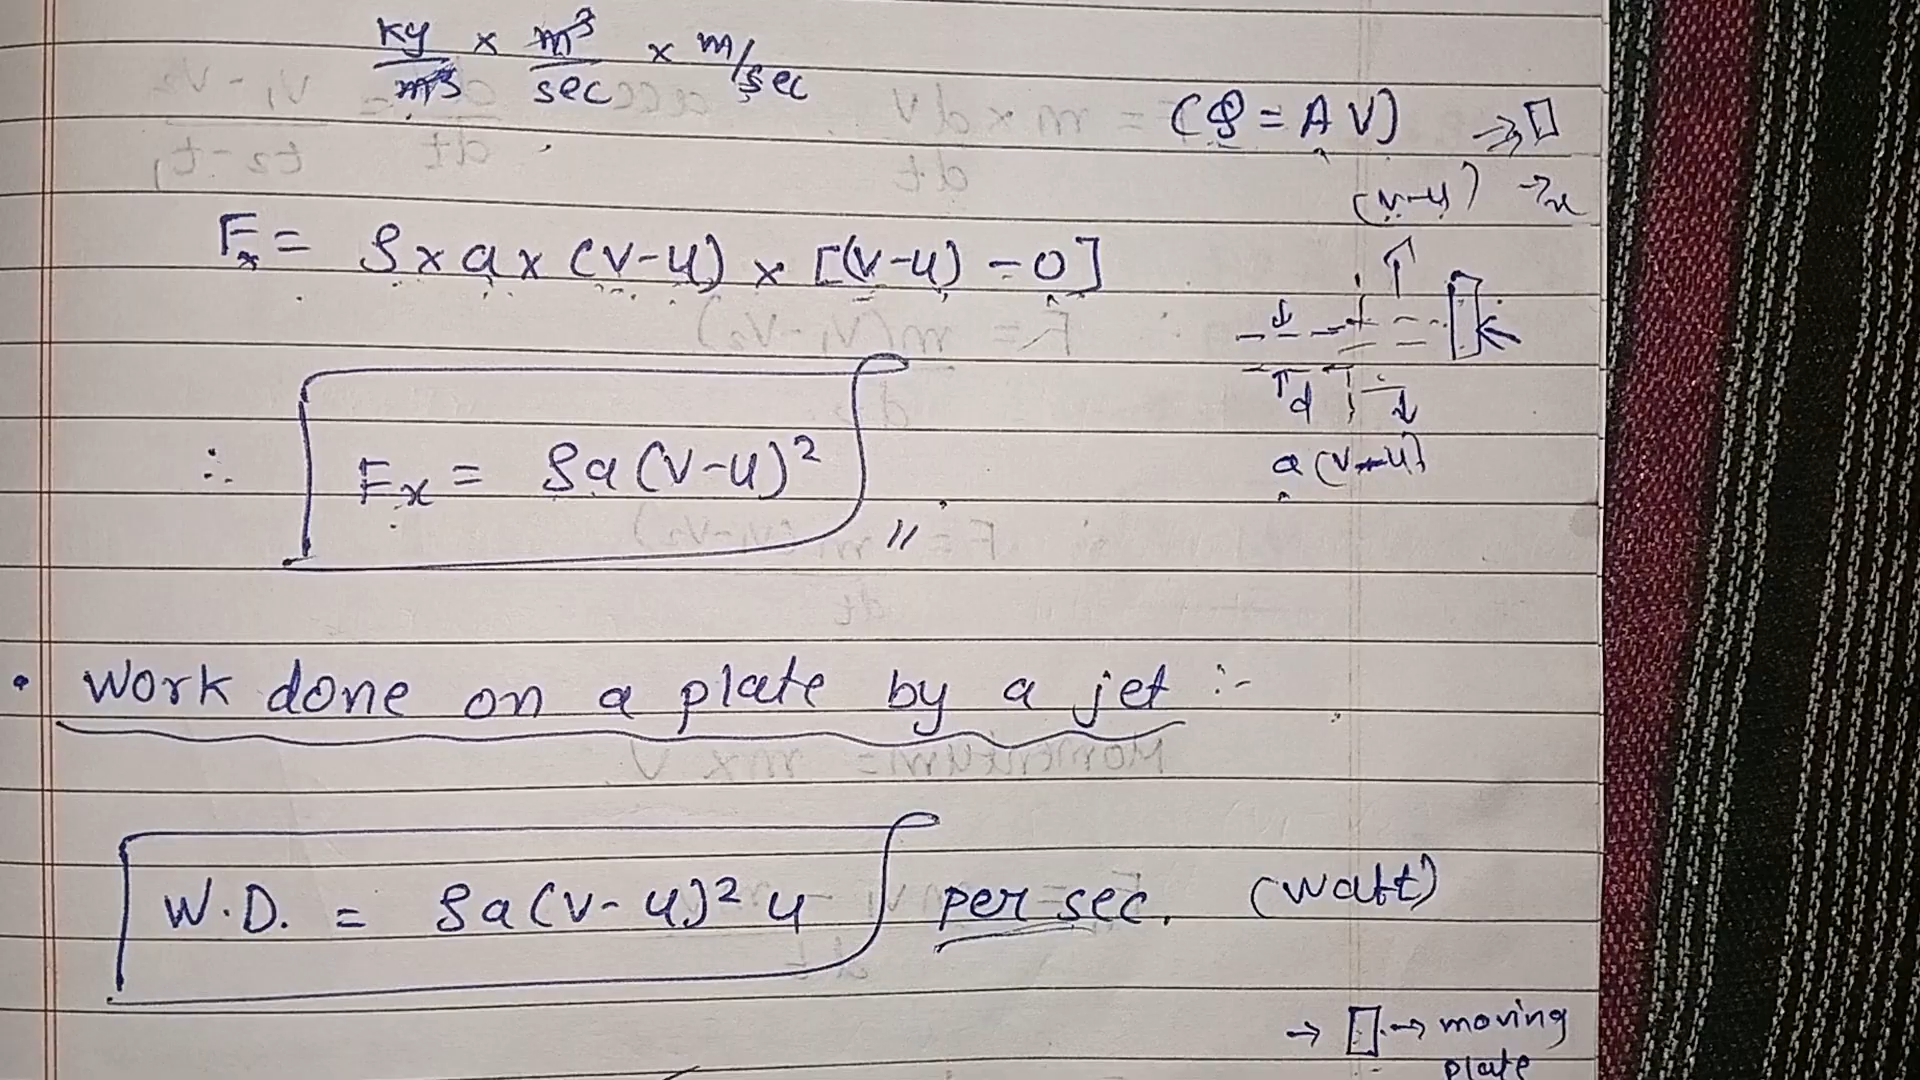 kg/m³ × m³/sec × m/sec
(Q = A V) → ▯
(v-u) → x
Fx = ρ × a × (v-u) × [(v-u) - 0]
d
a(v-u)
∴ Fx = ρa(v-u)² //
• Work done on a plate by a jet :-
W.D. = ρa(v-u)² u per sec. (watt)
→ ▯ → moving
plate